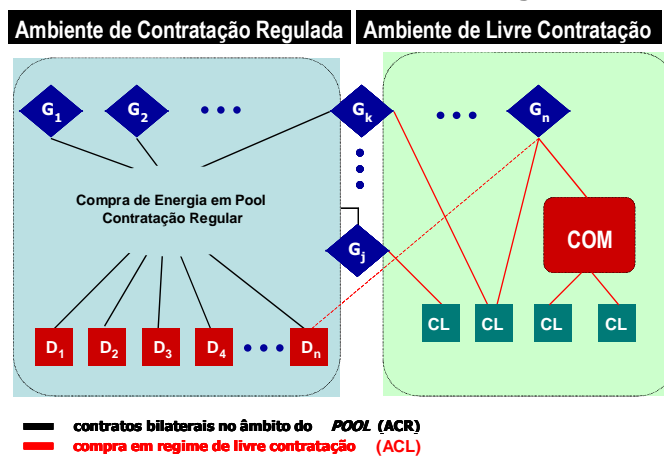 Ambiente de Contratação Regulada
Ambiente de Livre Contratação
G1 G2 Gk Gn
Compra de Energia em Pool
Contratação Regular
Gj
COM
CL CL CL CL
D1 D2 D3 D4 Dn
contratos bilaterais no âmbito do POOL (ACR)
compra em regime de livre contratação (ACL)